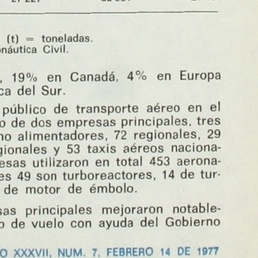 (t) = toneladas.
náutica Civil.
, 19% en Canadá, 4% en Europa
ca del Sur.
público de transporte aéreo en el
o de dos empresas principales, tres
no alimentadores, 72 regionales, 29
gionales y 53 taxis aéreos naciona-
esas utilizaron en total 453 aerona-
es 49 son turboreactores, 14 de tur-
de motor de émbolo.
sas principales mejoraron notable-
o de vuelo con ayuda del Gobierno
O XXXVII, NUM. 7, FEBRERO 14 DE 1977